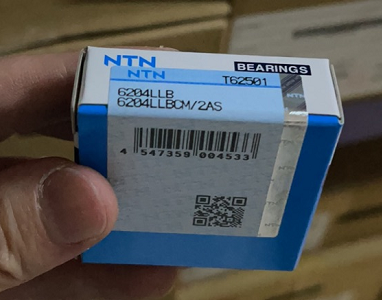 NTN
BEARINGS
NTN
T62501
6204LLB
6204LLBCM/2AS
4 547359 004533